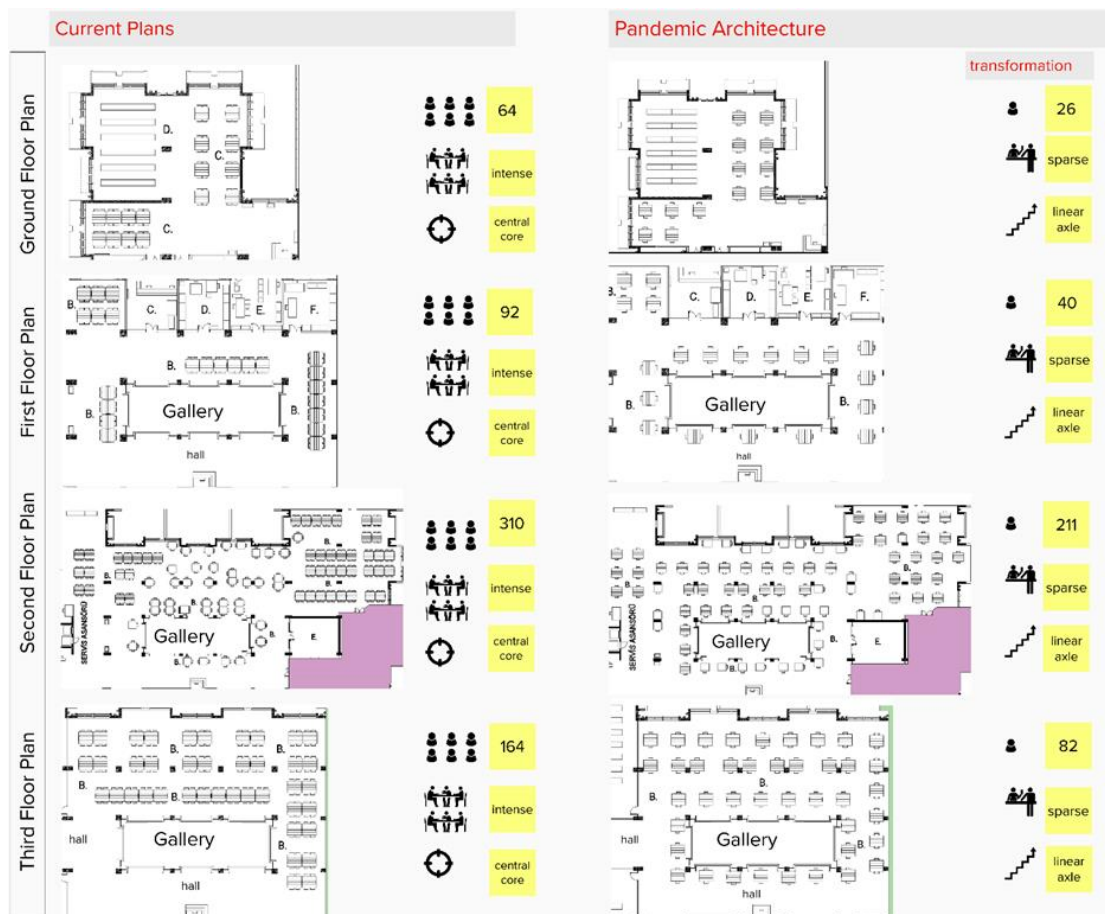 Current Plans
Pandemic Architecture
transformation
Ground Floor Plan
D.
C.
C.
64
intense
central
core
26
sparse
linear
axle
First Floor Plan
B.
C.
D.
E.
F.
B.
B.
Gallery
B.
hall
92
intense
central
core
B.
C.
D.
E.
F.
B.
Gallery
B.
hall
40
sparse
linear
axle
Second Floor Plan
B.
B.
B.
B.
SERVİS ASANSÖRÜ
Gallery
B.
E.
B.
310
intense
central
core
B.
B.
B.
SERVİS ASANSÖRÜ
Gallery
B.
E.
B.
211
sparse
linear
axle
Third Floor Plan
B.
B.
B.
B.
B.
hall
Gallery
B.
hall
164
intense
central
core
B.
B.
hall
Gallery
B.
hall
82
sparse
linear
axle